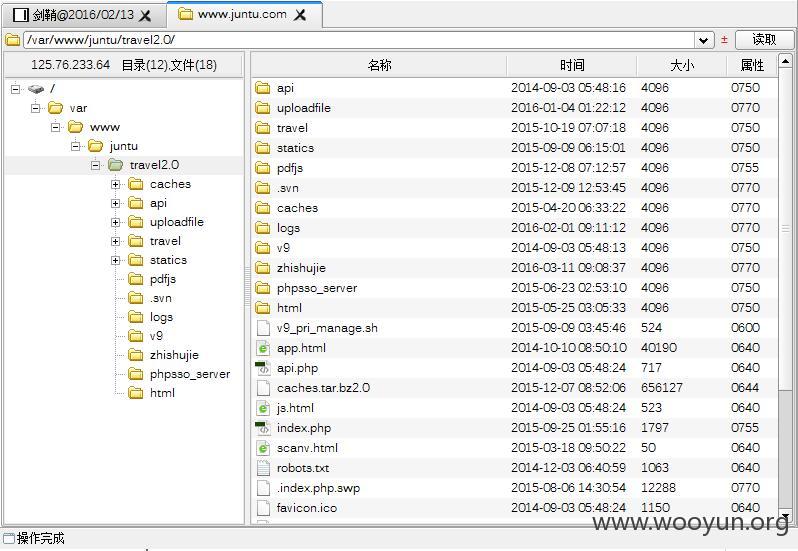 剑鞘@2016/02/13 www.juntu.com
/var/www/juntu/travel2.0/ 读取
125.76.233.64 目录(12),文件(18)
/
var
www
juntu
travel2.0
caches
api
uploadfile
travel
statics
pdfjs
.svn
logs
v9
zhishujie
phpsso_server
html
名称 时间 大小 属性
api 2014-09-03 05:48:16 4096 0750
uploadfile 2016-01-04 01:22:12 4096 0770
travel 2015-10-19 07:07:18 4096 0750
statics 2015-09-09 06:15:01 4096 0750
pdfjs 2015-12-08 07:12:57 4096 0755
.svn 2015-12-09 12:53:45 4096 0770
caches 2015-04-20 06:33:22 4096 0770
logs 2016-02-01 09:11:12 4096 0770
v9 2014-09-03 05:48:13 4096 0750
zhishujie 2016-03-11 09:08:37 4096 0770
phpsso_server 2015-06-23 02:53:10 4096 0750
html 2015-05-25 03:05:33 4096 0750
v9_pri_manage.sh 2015-09-09 03:45:46 524 0600
app.html 2014-10-10 08:50:10 40190 0640
api.php 2014-09-03 05:48:24 717 0640
caches.tar.bz2.0 2015-12-07 08:52:06 656127 0644
js.html 2014-09-03 05:48:24 523 0640
index.php 2015-09-25 01:55:16 1797 0755
scanv.html 2015-03-18 09:50:22 50 0640
robots.txt 2014-12-03 06:40:59 1063 0640
.index.php.swp 2015-08-06 14:30:54 12288 0770
favicon.ico 2014-09-03 05:48:24 1150 0640
操作完成
www.wooyun.org